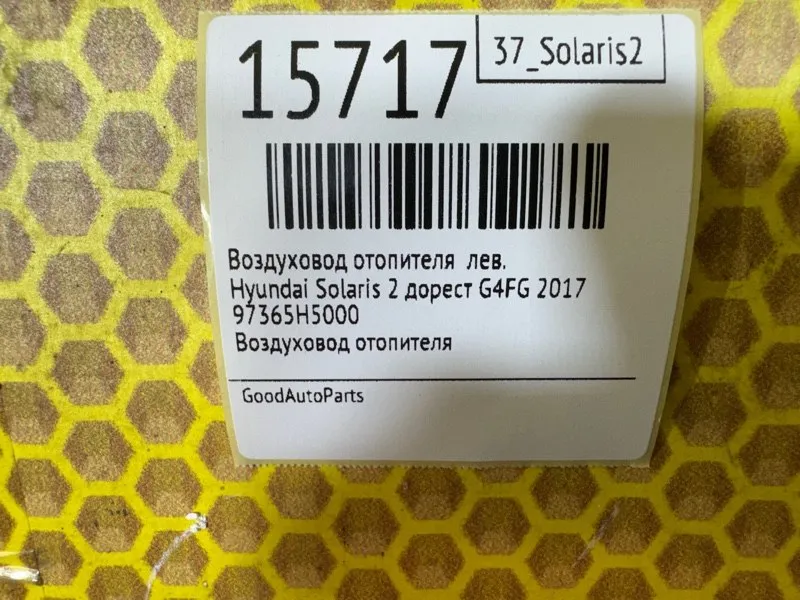 15717
37_Solaris2
Воздуховод отопителя лев.
Hyundai Solaris 2 дорест G4FG 2017
97365H5000
Воздуховод отопителя
GoodAutoParts